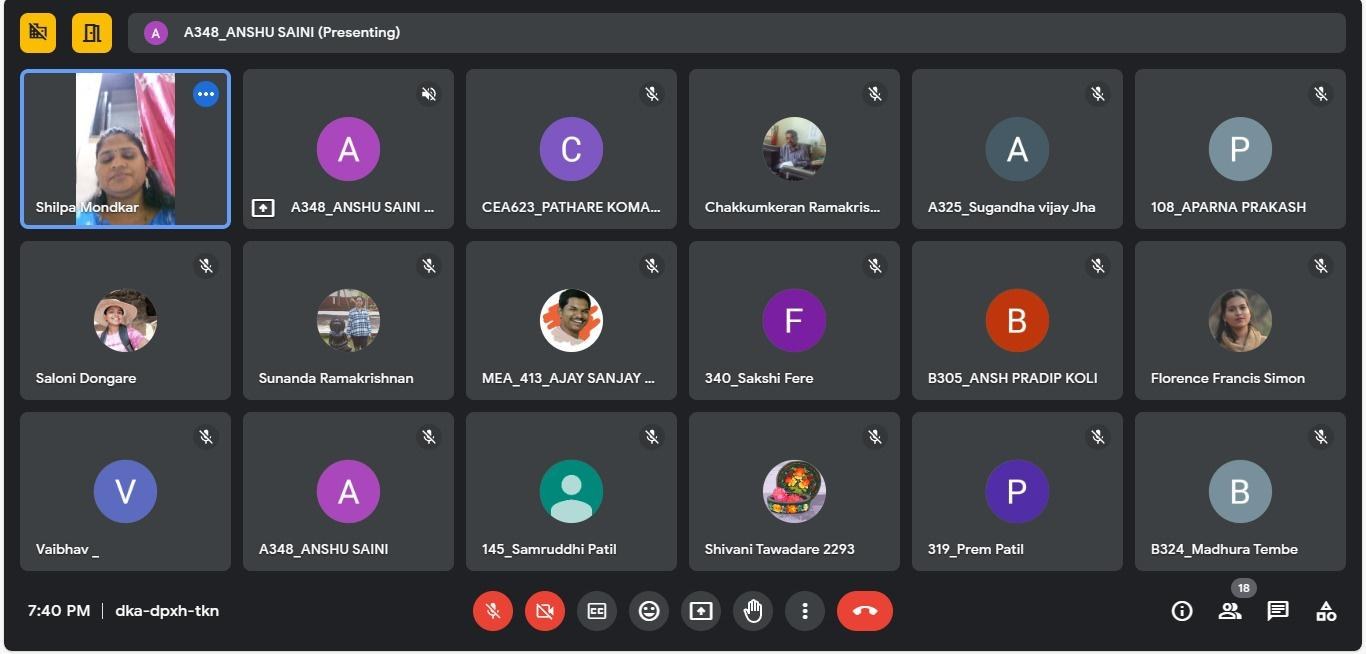 A A348_ANSHU SAINI (Presenting)
Shilpa Mondkar
A
A348_ANSHU SAINI ...
C
CEA623_PATHARE KOMA...
Chakkumkeran Ramakris...
A
A325_Sugandha vijay Jha
P
108_APARNA PRAKASH
Saloni Dongare
Sunanda Ramakrishnan
MEA_413_AJAY SANJAY ...
F
340_Sakshi Fere
B
B305_ANSH PRADIP KOLI
Florence Francis Simon
V
Vaibhav _
A
A348_ANSHU SAINI
145_Samruddhi Patil
Shivani Tawadare 2293
P
319_Prem Patil
B
B324_Madhura Tembe
7:40 PM | dka-dpxh-tkn
CC
18